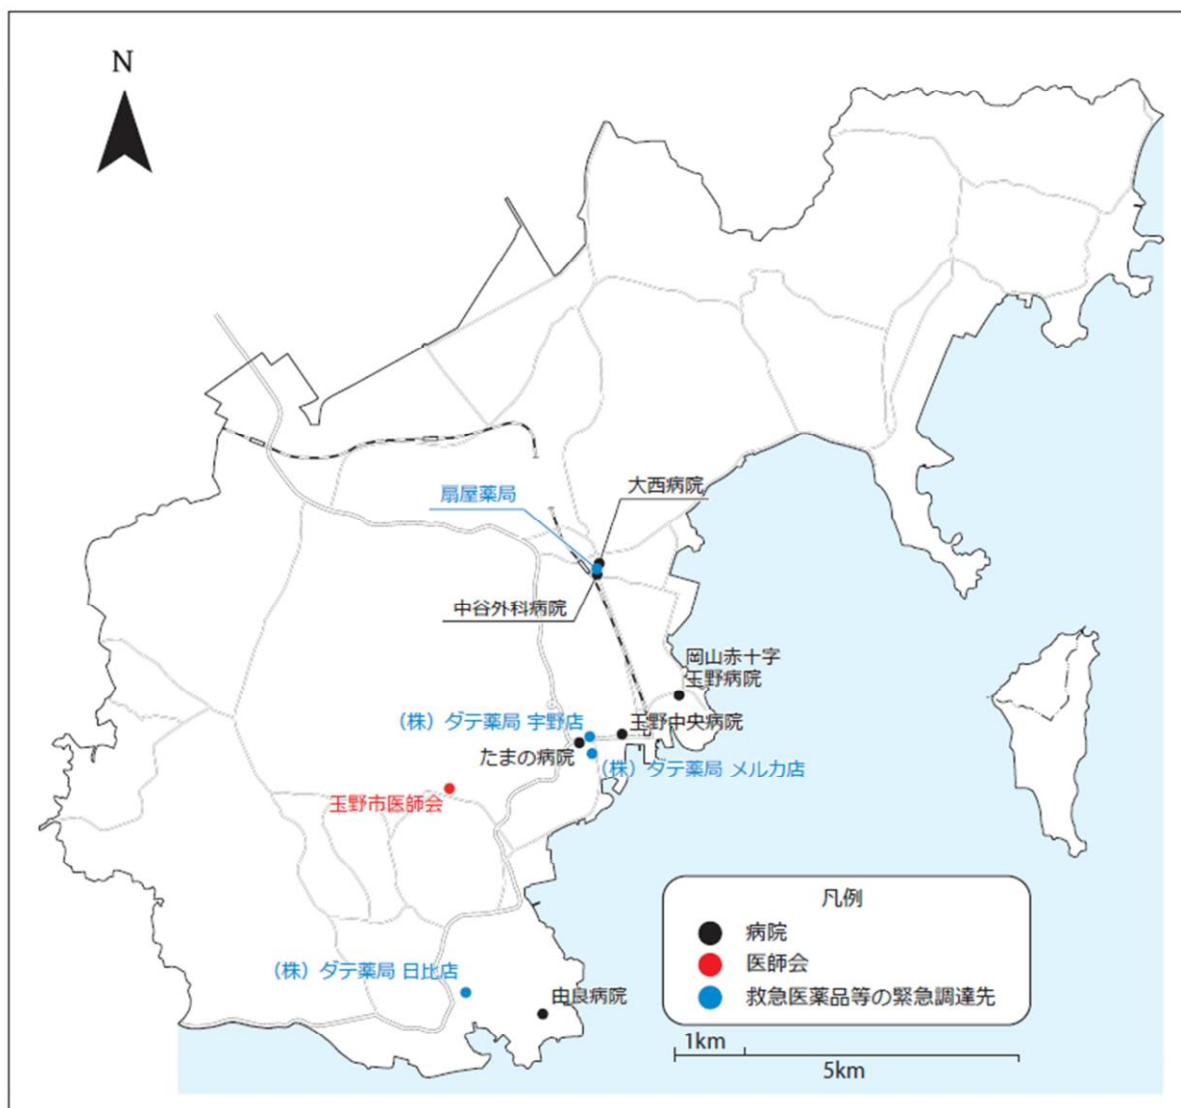 N
大西病院
扇屋薬局
中谷外科病院
岡山赤十字
玉野病院
(株)ダテ薬局 宇野店
玉野中央病院
たまの病院
(株)ダテ薬局 メルカ店
玉野市医師会
(株)ダテ薬局 日比店
由良病院
凡例
病院
医師会
救急医薬品等の緊急調達先
1km
5km